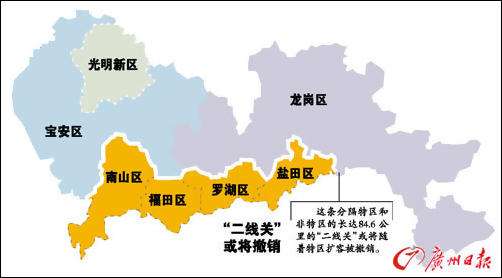 光明新区
宝安区
龙岗区
南山区
福田区
罗湖区
盐田区
“二线关”
或将撤销
这条分隔特区和
非特区的长达84.6公
里的“二线关”或将随
着特区扩容被撤销。
廣州日报